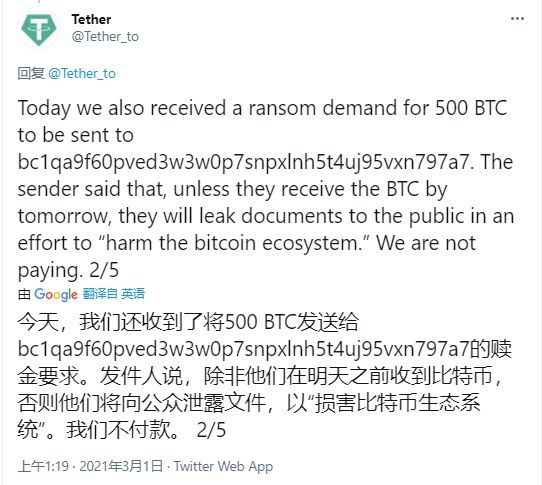 Tether
@Tether_to
回复 @Tether_to
Today we also received a ransom demand for 500 BTC
to be sent to
bc1qa9f60pved3w3w0p7snpxlnh5t4uj95vxn797a7. The
sender said that, unless they receive the BTC by
tomorrow, they will leak documents to the public in an
effort to “harm the bitcoin ecosystem.” We are not
paying. 2/5
由 Google 翻译自 英语
今天，我们还收到了将500 BTC发送给
bc1qa9f60pved3w3w0p7snpxlnh5t4uj95vxn797a7的赎
金要求。发件人说，除非他们在明天之前收到比特币，
否则他们将向公众泄露文件，以“损害比特币生态系
统”。我们不付款。 2/5
上午1:19 · 2021年3月1日 · Twitter Web App